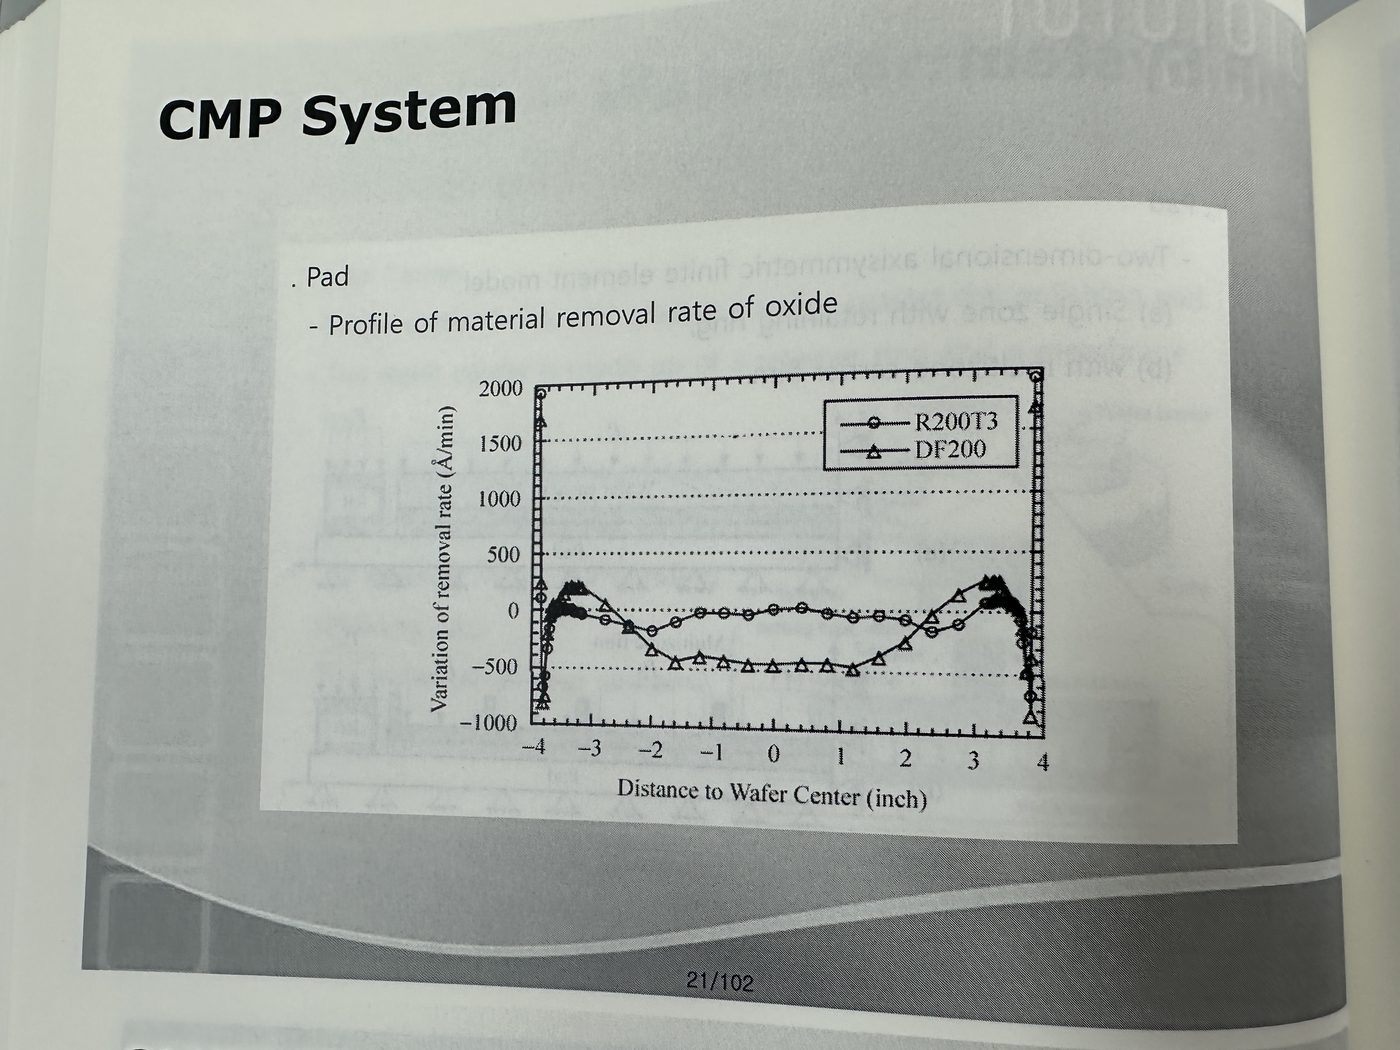 CMP System
. Pad
- Profile of material removal rate of oxide
2000
1500
1000
500
0
−500
−1000
Variation of removal rate (Å/min)
R200T3
DF200
−4 −3 −2 −1 0 1 2 3 4
Distance to Wafer Center (inch)
21/102